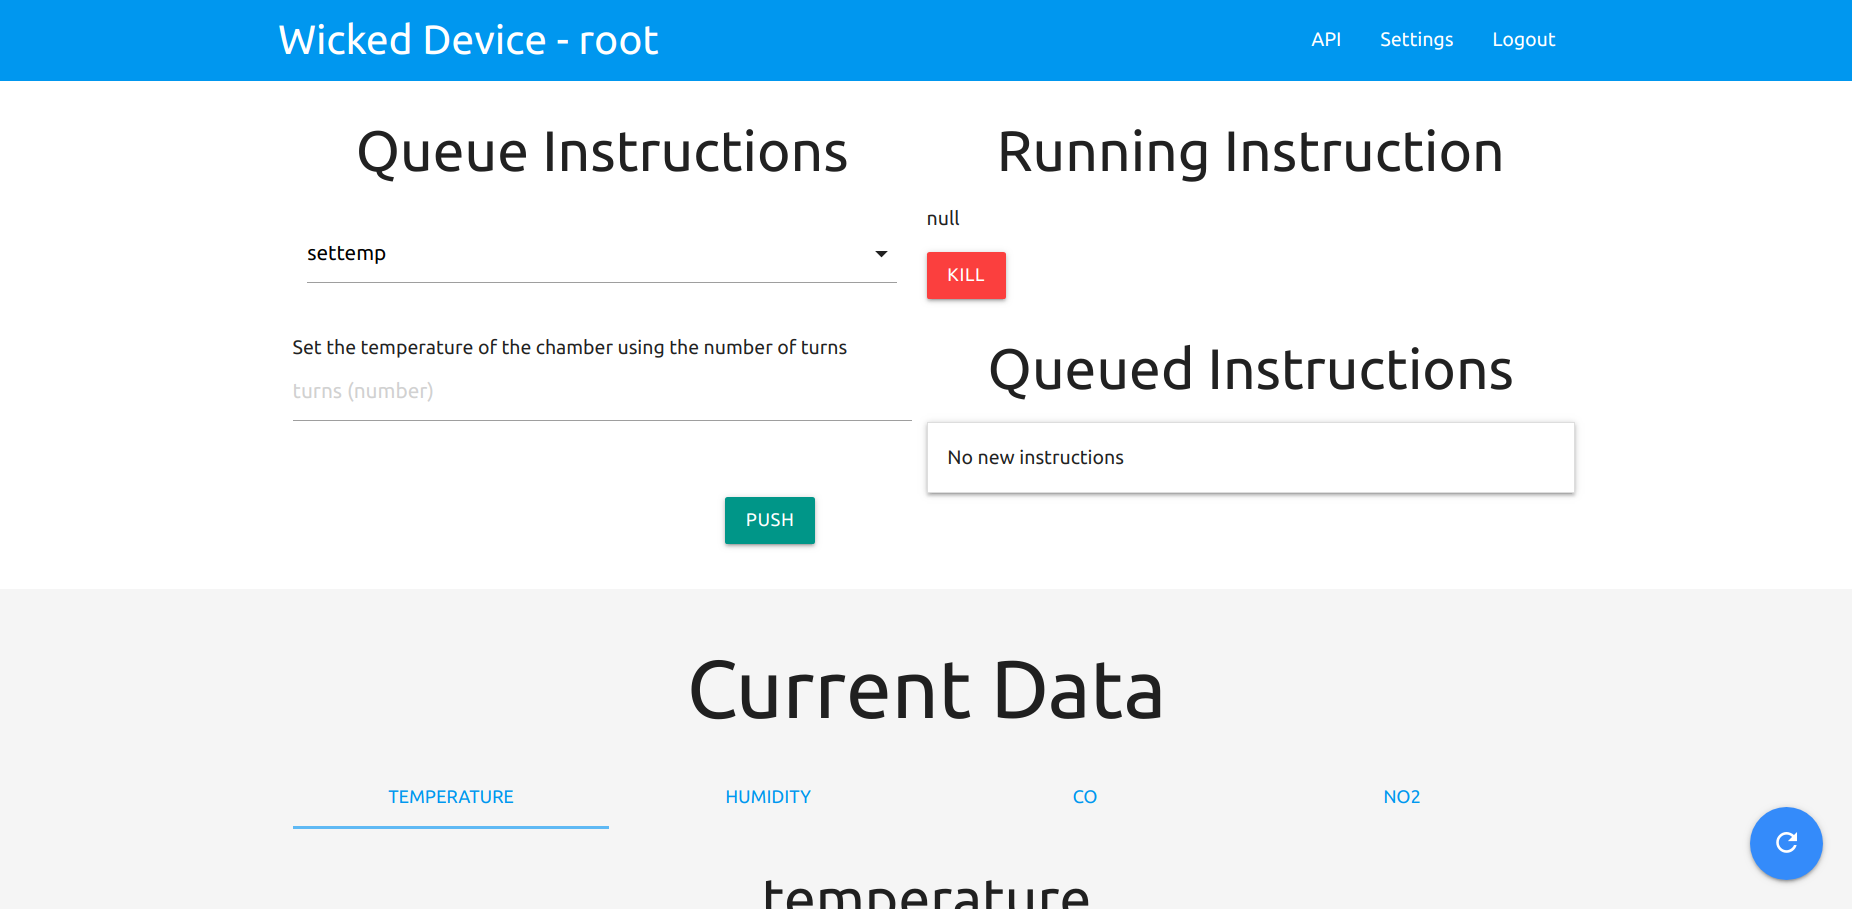 Wicked Device - root
API Settings Logout
Queue Instructions
settemp
Set the temperature of the chamber using the number of turns
turns (number)
PUSH
Running Instruction
null
KILL
Queued Instructions
No new instructions
Current Data
TEMPERATURE HUMIDITY CO NO2
temperature